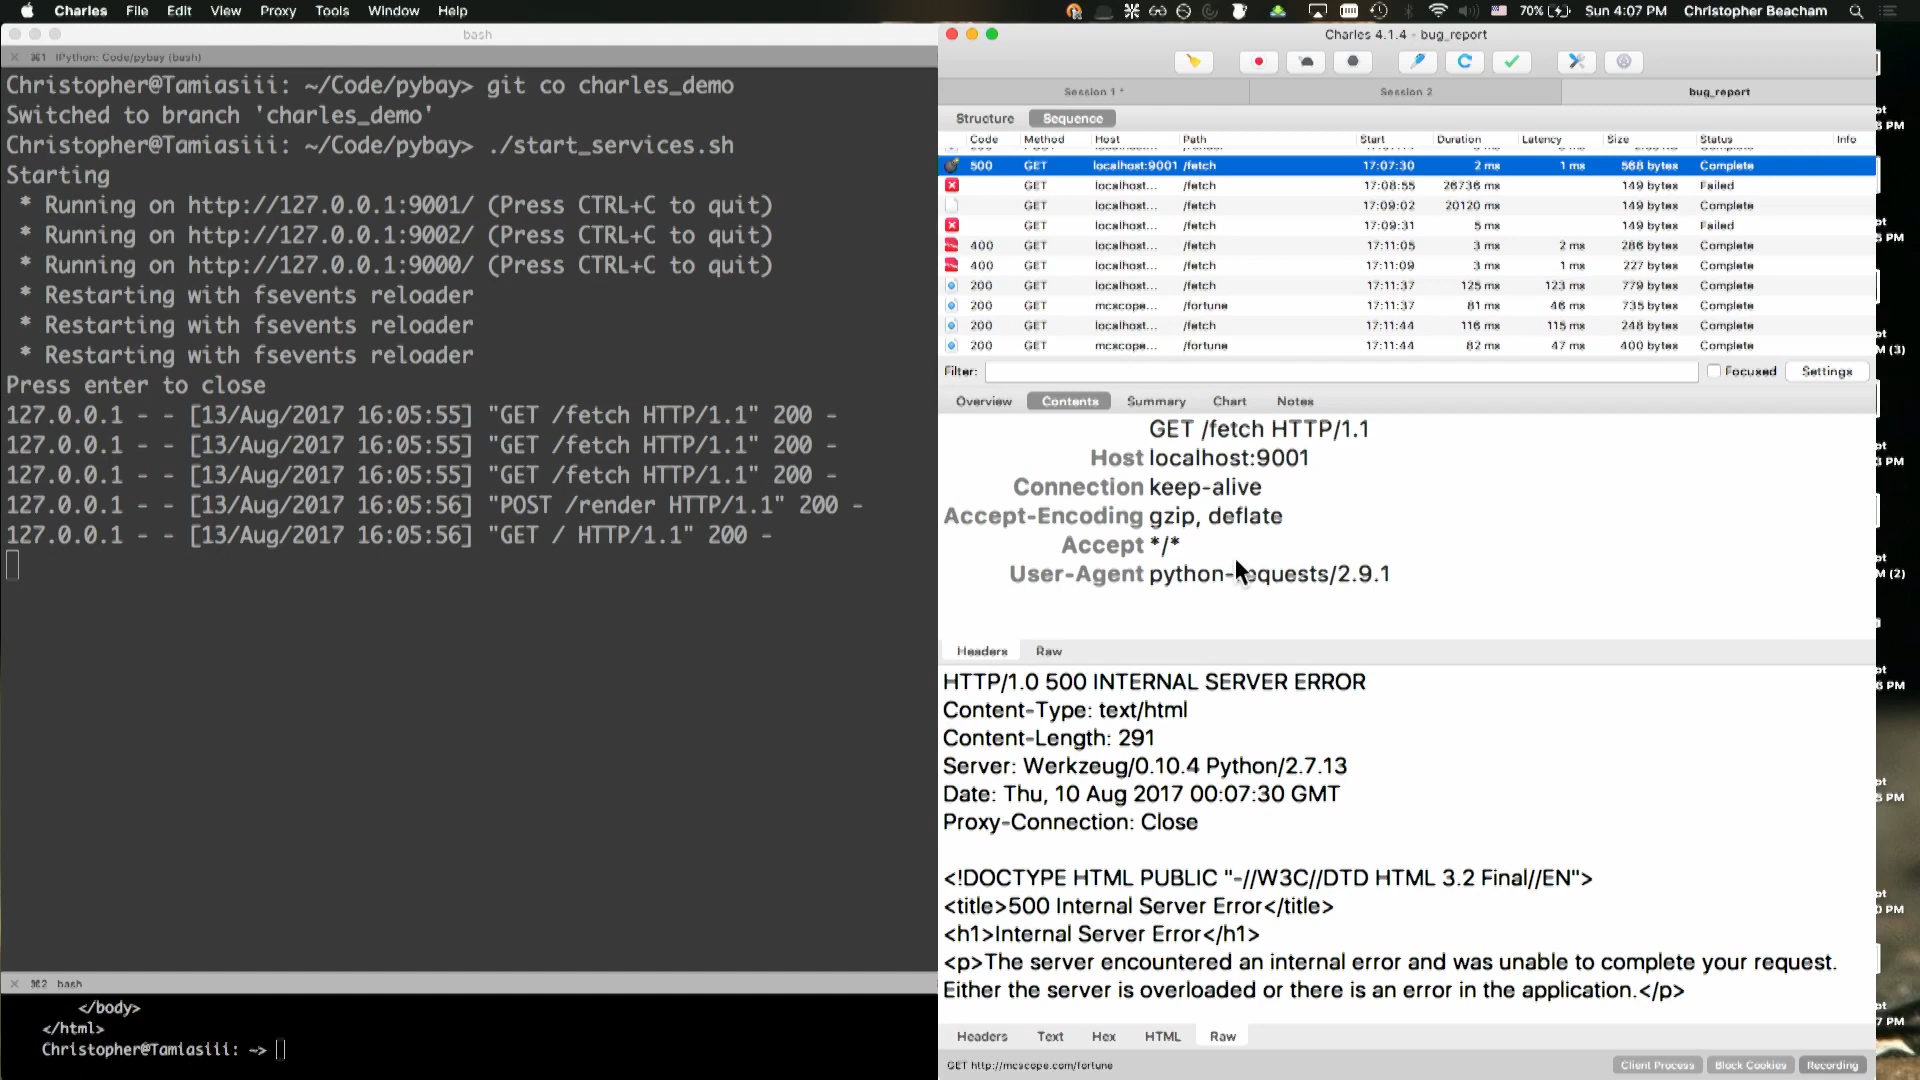 Charles File Edit View Proxy Tools Window Help
70% Sun 4:07 PM Christopher Beacham
bash
⌘1 IPython: Code/pybay (bash)
Christopher@Tamiasiii: ~/Code/pybay> git co charles_demo
Switched to branch 'charles_demo'
Christopher@Tamiasiii: ~/Code/pybay> ./start_services.sh
Starting
* Running on http://127.0.0.1:9001/ (Press CTRL+C to quit)
* Running on http://127.0.0.1:9002/ (Press CTRL+C to quit)
* Running on http://127.0.0.1:9000/ (Press CTRL+C to quit)
* Restarting with fsevents reloader
* Restarting with fsevents reloader
* Restarting with fsevents reloader
Press enter to close
127.0.0.1 - - [13/Aug/2017 16:05:55] "GET /fetch HTTP/1.1" 200 -
127.0.0.1 - - [13/Aug/2017 16:05:55] "GET /fetch HTTP/1.1" 200 -
127.0.0.1 - - [13/Aug/2017 16:05:55] "GET /fetch HTTP/1.1" 200 -
127.0.0.1 - - [13/Aug/2017 16:05:56] "POST /render HTTP/1.1" 200 -
127.0.0.1 - - [13/Aug/2017 16:05:56] "GET / HTTP/1.1" 200 -
⌘2 bash
</body>
</html>
Christopher@Tamiasiii: ~>
Charles 4.1.4 - bug_report
Session 1 * Session 2 bug_report
Structure Sequence
Code Method Host Path Start Duration Latency Size Status Info
500 GET localhost:9001 /fetch 17:07:30 2 ms 1 ms 568 bytes Complete
GET localhost... /fetch 17:08:55 26736 ms 149 bytes Failed
GET localhost... /fetch 17:09:02 20120 ms 149 bytes Complete
GET localhost... /fetch 17:09:31 5 ms 149 bytes Failed
400 GET localhost... /fetch 17:11:05 3 ms 2 ms 286 bytes Complete
400 GET localhost... /fetch 17:11:09 3 ms 1 ms 227 bytes Complete
200 GET localhost... /fetch 17:11:37 125 ms 123 ms 779 bytes Complete
200 GET mcscope... /fortune 17:11:37 81 ms 46 ms 735 bytes Complete
200 GET localhost... /fetch 17:11:44 116 ms 115 ms 248 bytes Complete
200 GET mcscope... /fortune 17:11:44 82 ms 47 ms 400 bytes Complete
Filter: Focused Settings
Overview Contents Summary Chart Notes
GET /fetch HTTP/1.1
Host localhost:9001
Connection keep-alive
Accept-Encoding gzip, deflate
Accept */*
User-Agent python-requests/2.9.1
Headers Raw
HTTP/1.0 500 INTERNAL SERVER ERROR
Content-Type: text/html
Content-Length: 291
Server: Werkzeug/0.10.4 Python/2.7.13
Date: Thu, 10 Aug 2017 00:07:30 GMT
Proxy-Connection: Close
<!DOCTYPE HTML PUBLIC "-//W3C//DTD HTML 3.2 Final//EN">
<title>500 Internal Server Error</title>
<h1>Internal Server Error</h1>
<p>The server encountered an internal error and was unable to complete your request.
Either the server is overloaded or there is an error in the application.</p>
Headers Text Hex HTML Raw
GET http://mcscope.com/fortune Client Process Block Cookies Recording